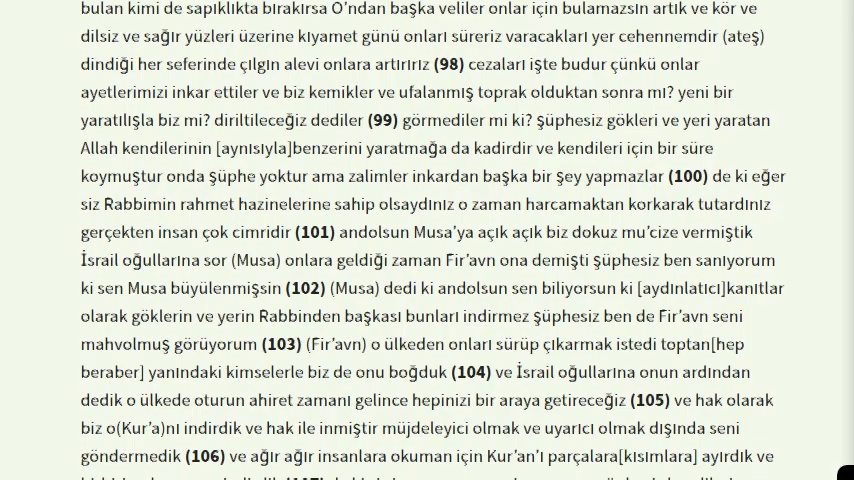 bulan kimi de sapıklıkta bırakırsa O’ndan başka veliler onlar için bulamazsın artık ve kör ve
dilsiz ve sağır yüzleri üzerine kıyamet günü onları süreriz varacakları yer cehennemdir (ateş)
dindiği her seferinde çılgın alevi onlara artırırız (98) cezaları işte budur çünkü onlar
ayetlerimizi inkar ettiler ve biz kemikler ve ufalanmış toprak olduktan sonra mı? yeni bir
yaratılışla biz mi? diriltileceğiz dediler (99) görmediler mi ki? şüphesiz gökleri ve yeri yaratan
Allah kendilerinin [aynısıyla]benzerini yaratmağa da kadirdir ve kendileri için bir süre
koymuştur onda şüphe yoktur ama zalimler inkardan başka bir şey yapmazlar (100) de ki eğer
siz Rabbimin rahmet hazinelerine sahip olsaydınız o zaman harcamaktan korkarak tutardınız
gerçekten insan çok cimridir (101) andolsun Musa’ya açık açık biz dokuz mu’cize vermiştik
İsrail oğullarına sor (Musa) onlara geldiği zaman Fir’avn ona demişti şüphesiz ben sanıyorum
ki sen Musa büyülenmişsin (102) (Musa) dedi ki andolsun sen biliyorsun ki [aydınlatıcı]kanıtlar
olarak göklerin ve yerin Rabbinden başkası bunları indirmez şüphesiz ben de Fir’avn seni
mahvolmuş görüyorum (103) (Fir’avn) o ülkeden onları sürüp çıkarmak istedi toptan[hep
beraber] yanındaki kimselerle biz de onu boğduk (104) ve İsrail oğullarına onun ardından
dedik o ülkede oturun ahiret zamanı gelince hepinizi bir araya getireceğiz (105) ve hak olarak
biz o(Kur’a)nı indirdik ve hak ile inmiştir müjdeleyici olmak ve uyarıcı olmak dışında seni
göndermedik (106) ve ağır ağır insanlara okuman için Kur’an’ı parçalara[kısımlara] ayırdık ve